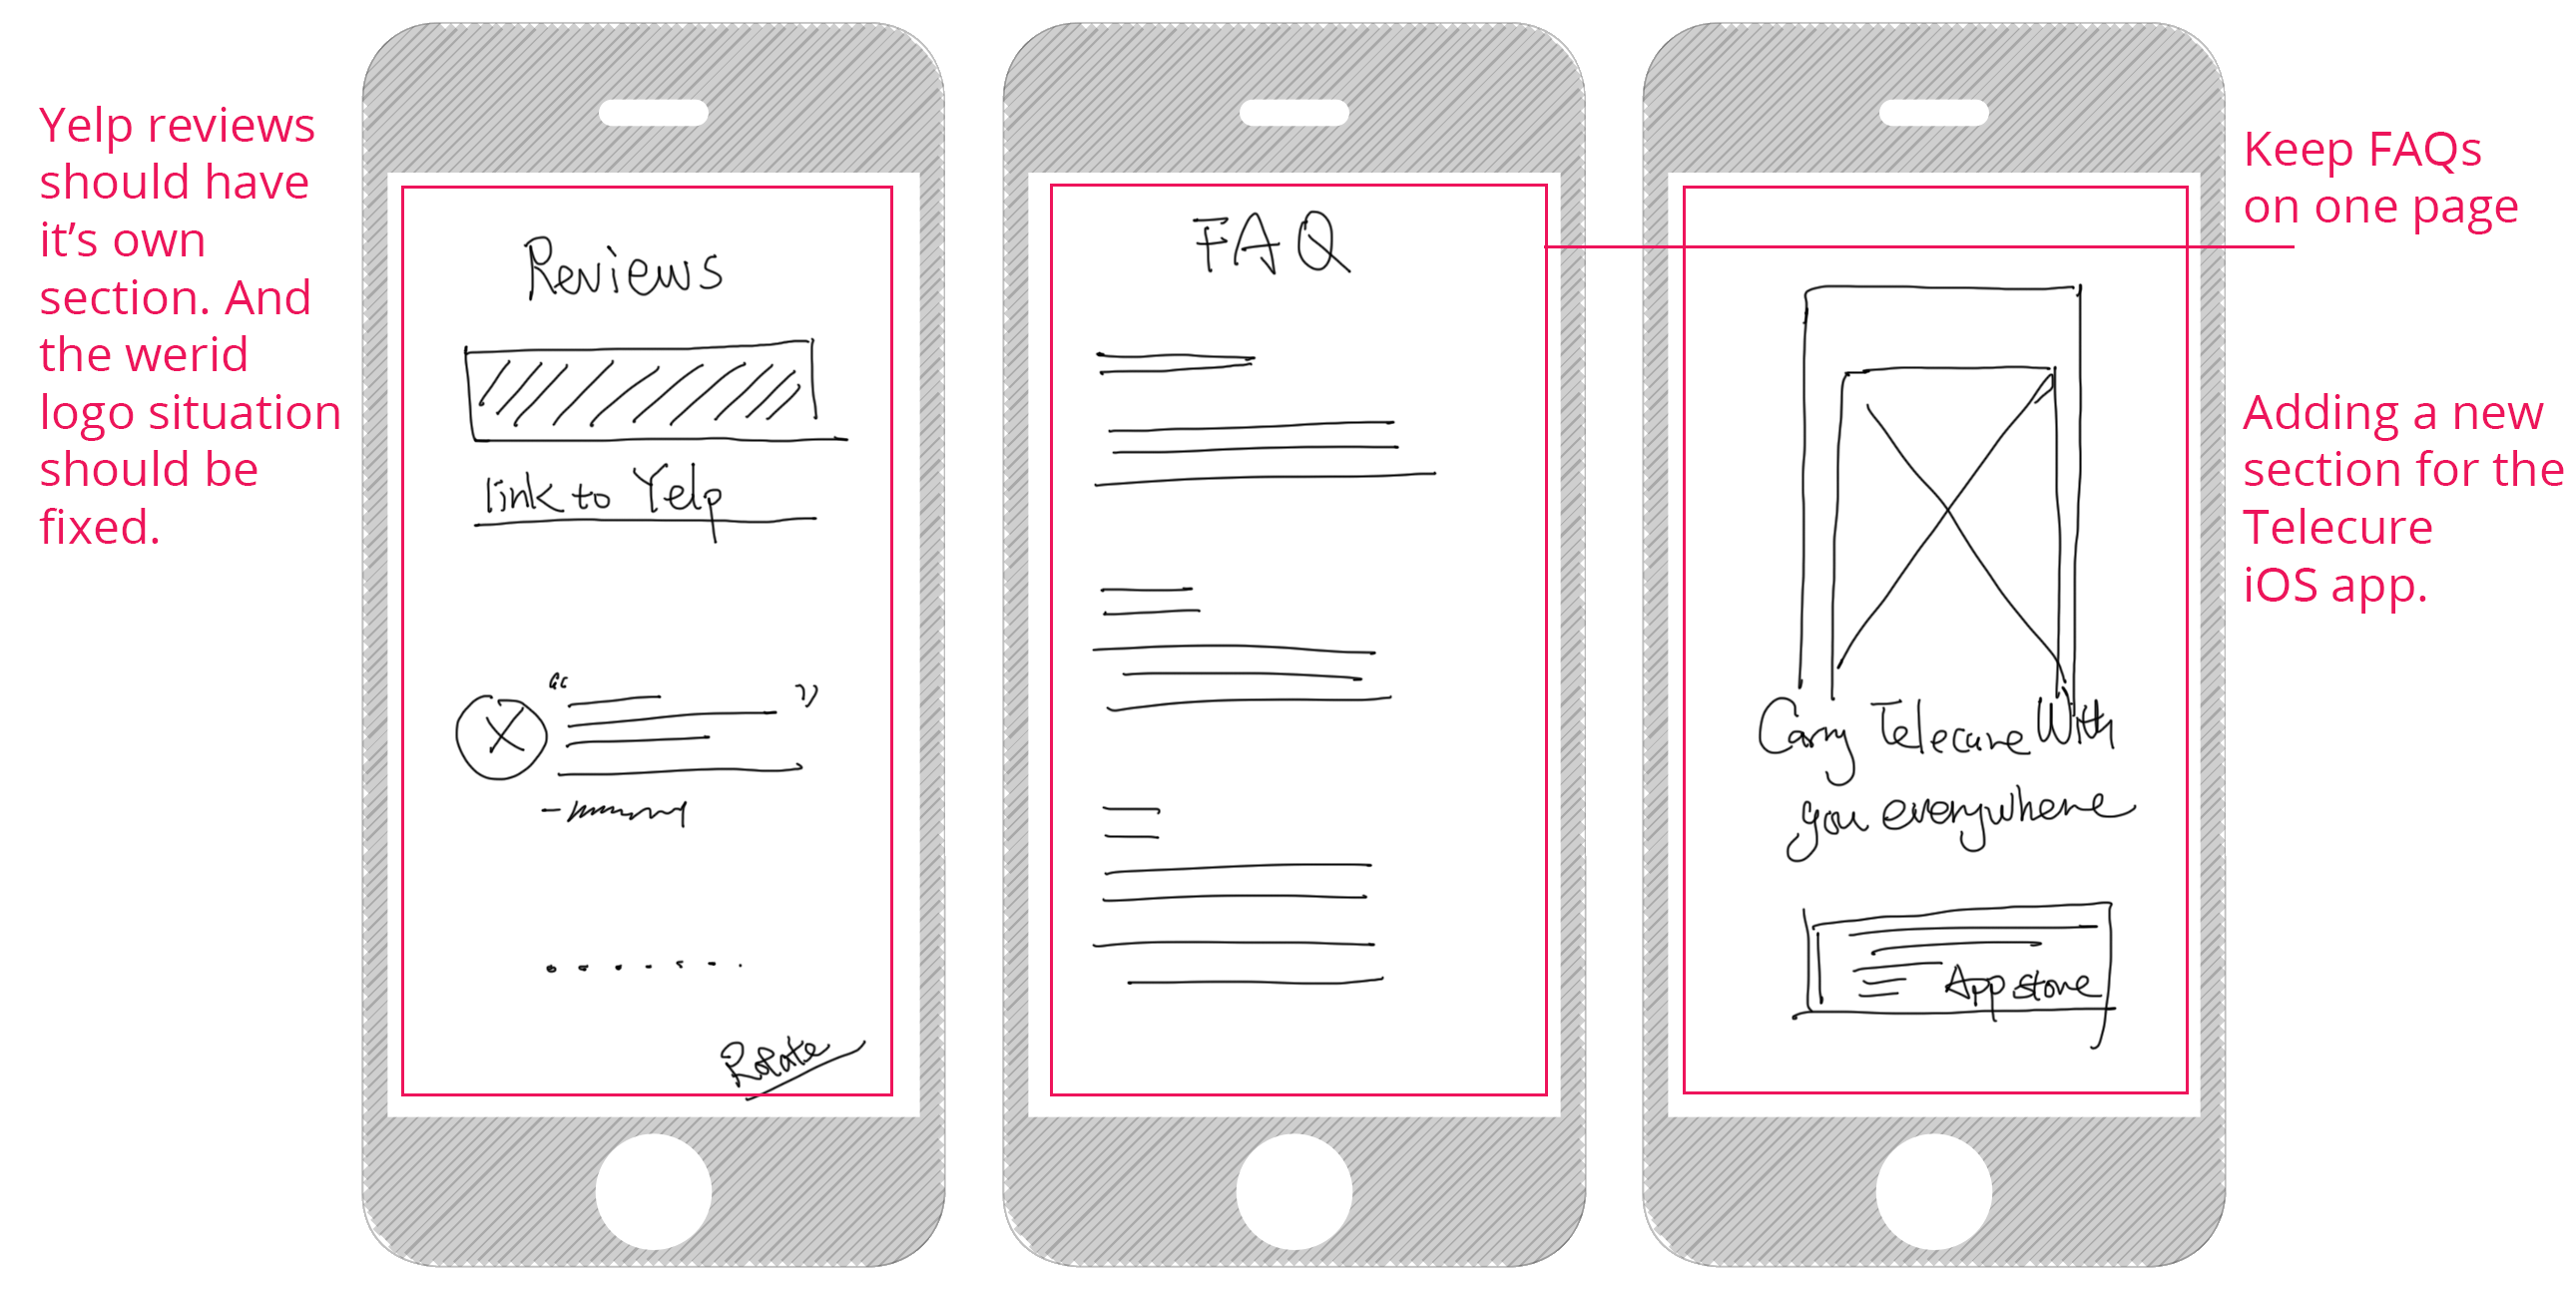 Yelp reviews
should have
it’s own
section. And
the werid
logo situation
should be
fixed.
Reviews
link to Yelp
“ ”
Rotate
FAQ
Carry Telecure With
you everywhere
App store
Keep FAQs
on one page
Adding a new
section for the
Telecure
iOS app.